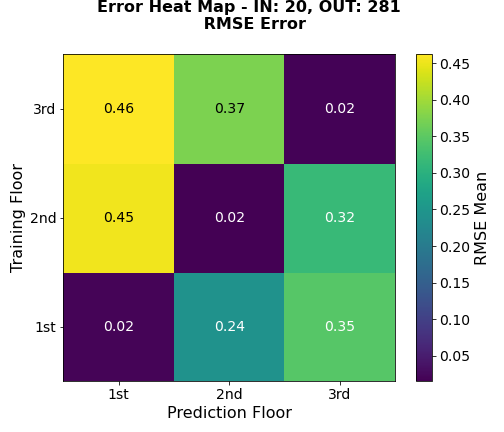 Error Heat Map - IN: 20, OUT: 281
RMSE Error
3rd
0.46 0.37 0.02
2nd
0.45 0.02 0.32
1st
0.02 0.24 0.35
1st 2nd 3rd
Prediction Floor
Training Floor
0.45
0.40
0.35
0.30
0.25
0.20
0.15
0.10
0.05
RMSE Mean